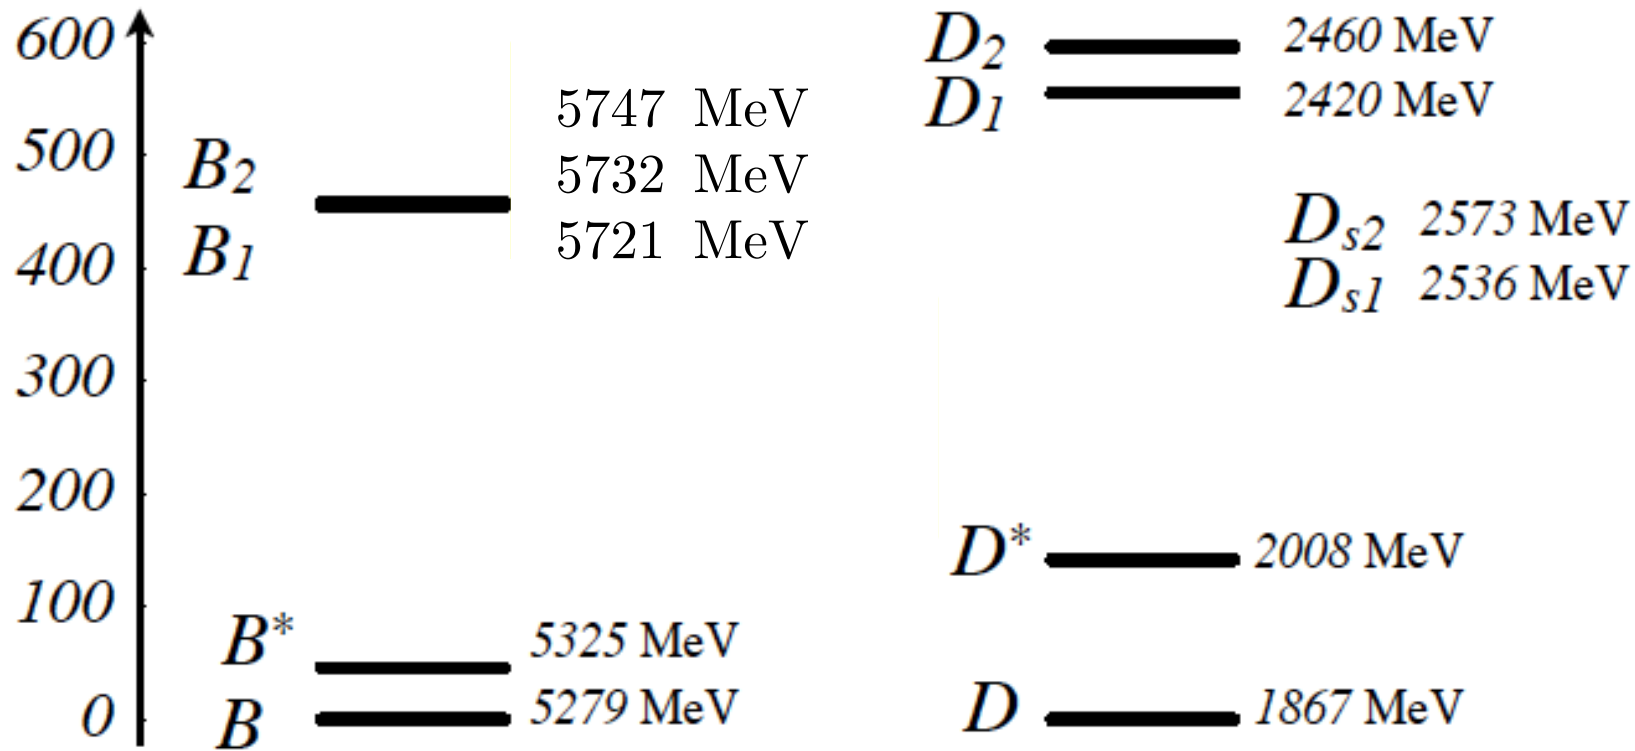 600
500
400
300
200
100
0
B₂
B₁
5747 MeV
5732 MeV
5721 MeV
B*
5325 MeV
B
5279 MeV
D₂ 2460 MeV
D₁ 2420 MeV
Dₛ₂ 2573 MeV
Dₛ₁ 2536 MeV
D* 2008 MeV
D 1867 MeV